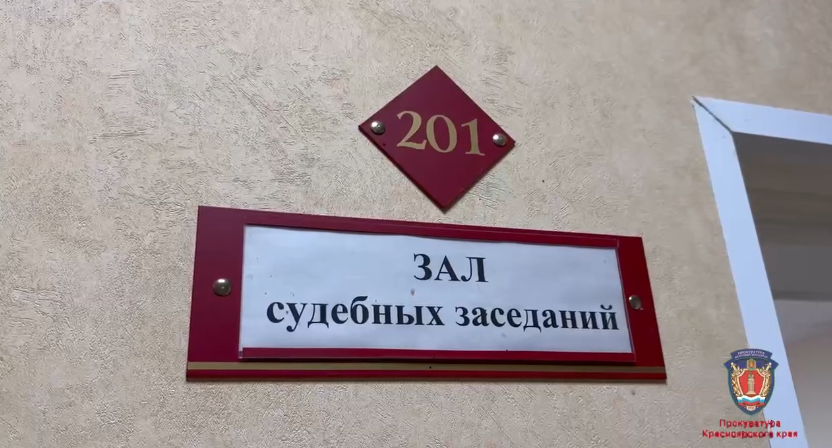 201
ЗАЛ
судебных заседаний
Прокуратура
Красноярского края